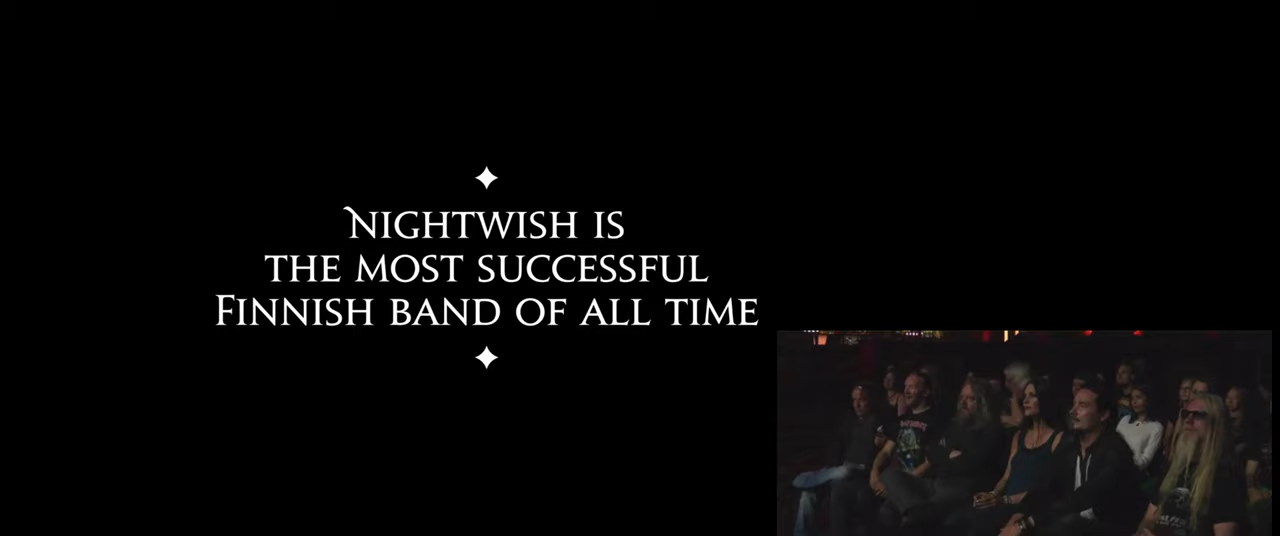 Nightwish is
the most successful
Finnish band of all time